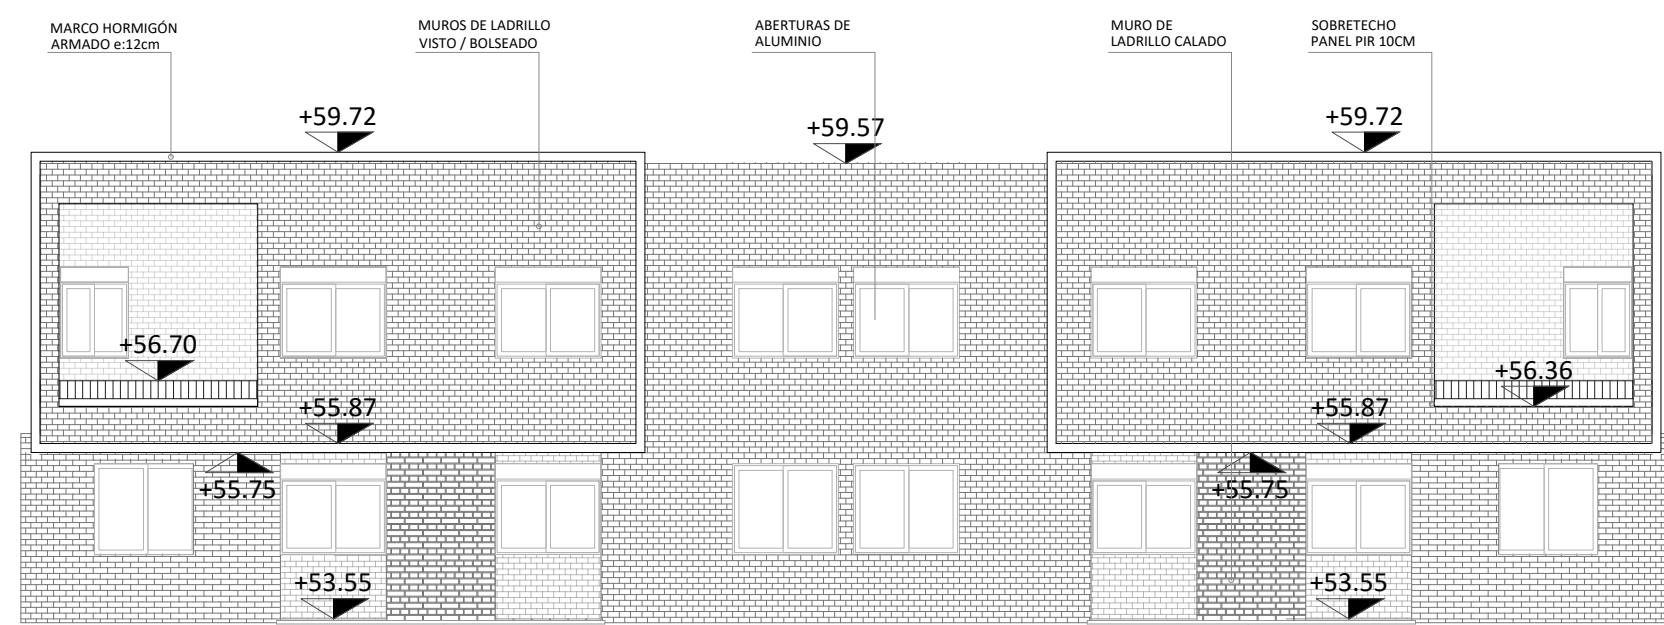 MARCO HORMIGÓN
ARMADO e:12cm
MUROS DE LADRILLO
VISTO / BOLSEADO
ABERTURAS DE
ALUMINIO
MURO DE
LADRILLO CALADO
SOBRETECHO
PANEL PIR 10CM
+59.72
+59.57
+59.72
+56.70
+56.36
+55.87
+55.87
+55.75
+55.75
+53.55
+53.55